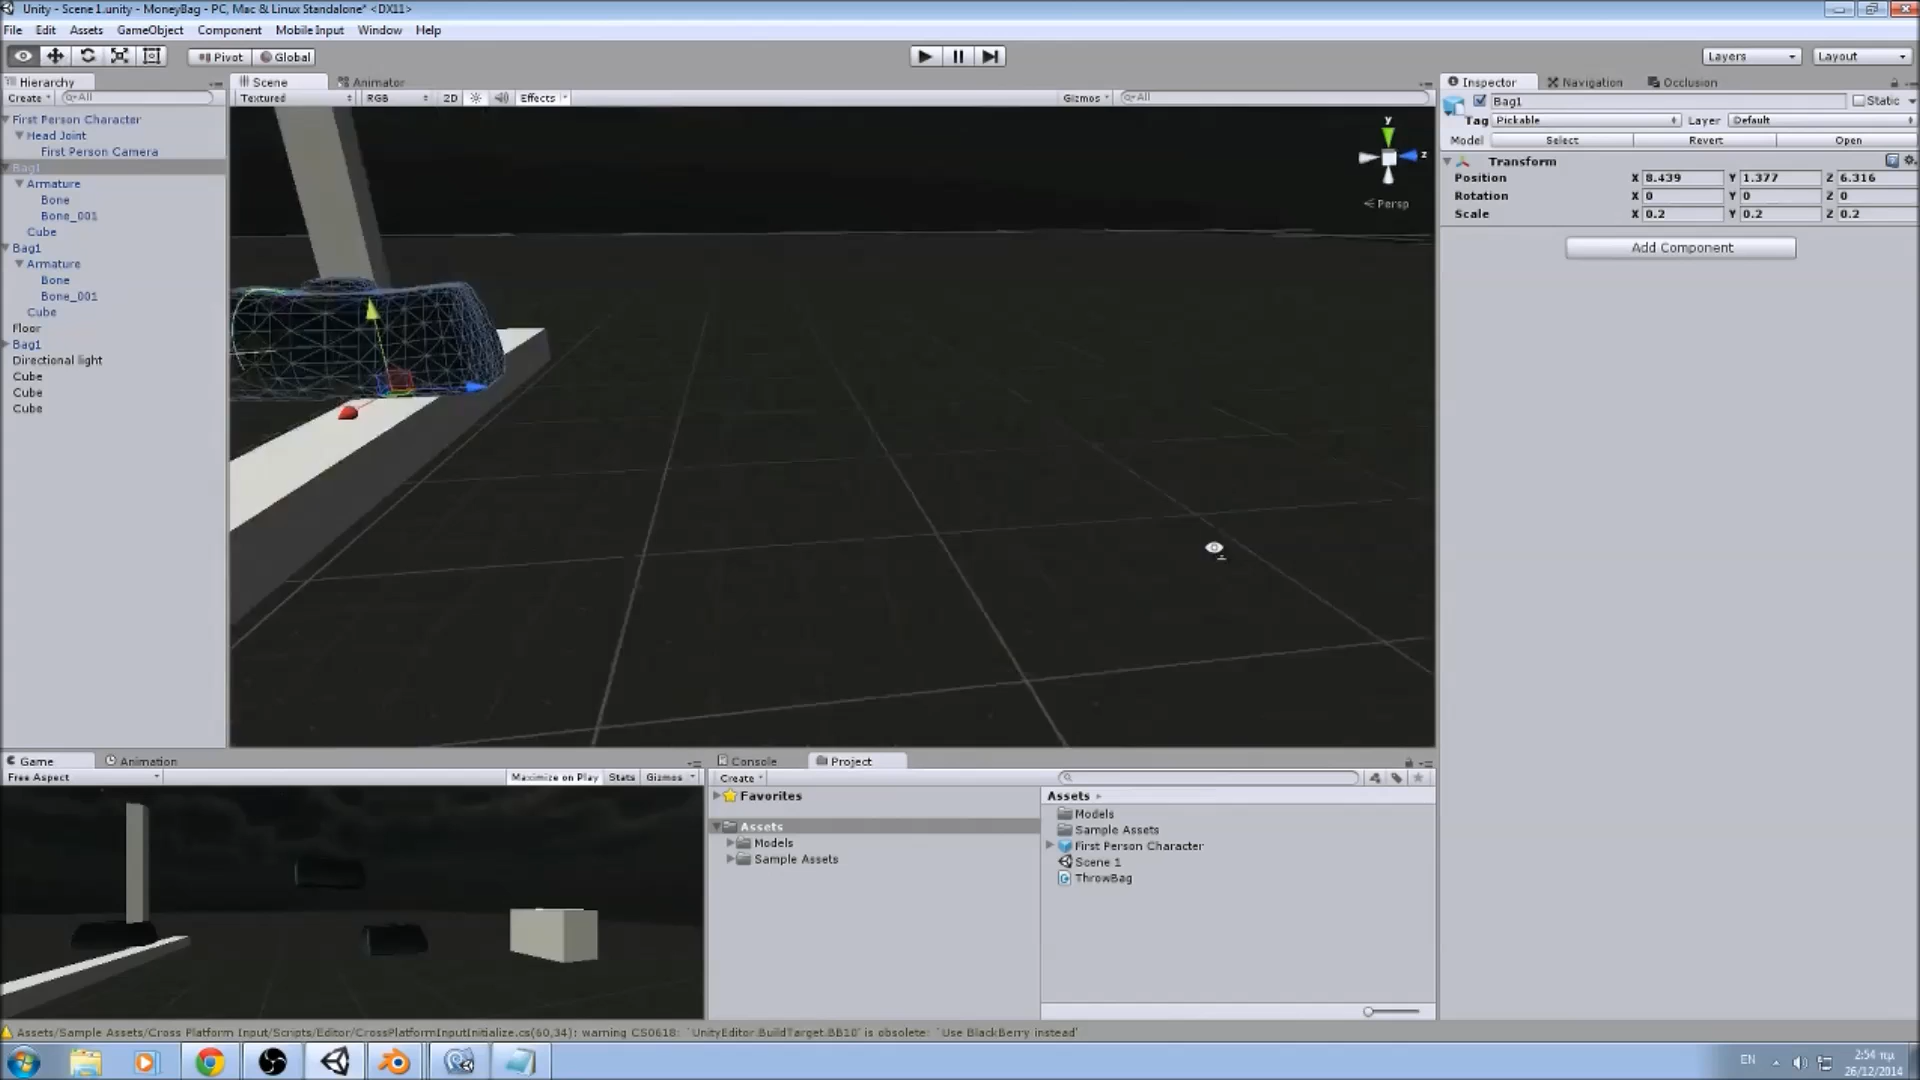 Unity - Scene 1.unity - MoneyBag - PC, Mac & Linux Standalone* <DX11>
File Edit Assets GameObject Component Mobile Input Window Help
Pivot Global Layers Layout
Hierarchy Scene Animator Inspector Navigation Occlusion
Create All Textured RGB 2D Effects Gizmos All Bag1 Static
First Person Character Tag Pickable Layer Default
Head Joint Model Select Revert Open
First Person Camera Transform
Bag1 Position X 8.439 Y 1.377 Z 6.316
Armature Rotation X 0 Y 0 Z 0
Bone Scale X 0.2 Y 0.2 Z 0.2
Bone_001
Cube
Bag1 Add Component
Armature
Bone
Bone_001
Cube
Floor
Bag1
Directional light
Cube
Cube
Cube
y
z
Persp
Game Animation Console Project
Free Aspect Maximize on Play Stats Gizmos Create
Favorites Assets
Assets Models
Models Sample Assets
Sample Assets First Person Character
Scene 1
ThrowBag
Assets/Sample Assets/Cross Platform Input/Scripts/Editor/CrossPlatformInputInitialize.cs(60,34): warning CS0618: `UnityEditor.BuildTarget.BB10' is obsolete: `Use BlackBerry instead'
EN 2:54 πμ
26/12/2014